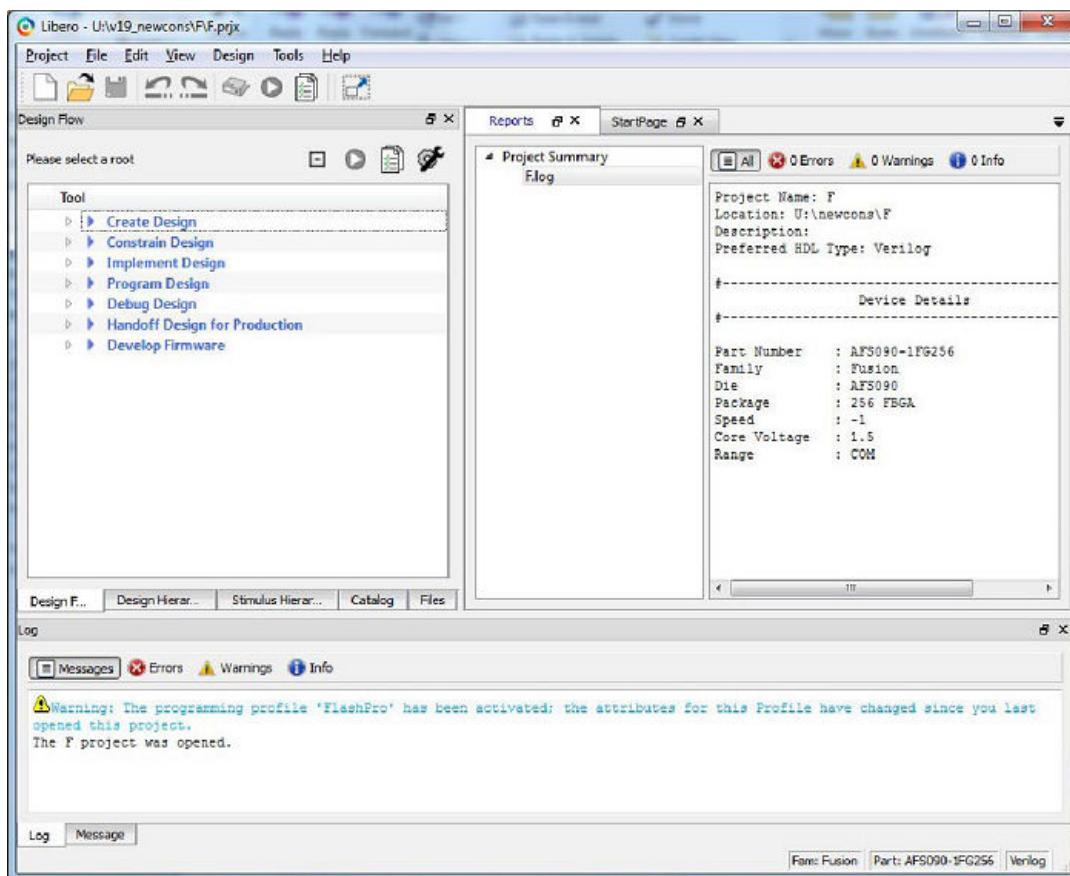 Libero - U:\v19_newcons\F\F.prjx
Project File Edit View Design Tools Help
Design Flow
Please select a root
Tool
Create Design
Constrain Design
Implement Design
Program Design
Debug Design
Handoff Design for Production
Develop Firmware
Design F... Design Hierar... Stimulus Hierar... Catalog Files
Reports StartPage
Project Summary
F.log
All 0 Errors 0 Warnings 0 Info
Project Name: F
Location: U:\newcons\F
Description:
Preferred HDL Type: Verilog
#------------------------------------------------
Device Details
#------------------------------------------------
Part Number : AFS090-1FG256
Family : Fusion
Die : AFS090
Package : 256 FBGA
Speed : -1
Core Voltage : 1.5
Range : COM
Log
Messages Errors Warnings Info
Warning: The programming profile 'FlashPro' has been activated; the attributes for this Profile have changed since you last
opened this project.
The F project was opened.
Log Message
Fam: Fusion Part: AFS090-1FG256 Verilog